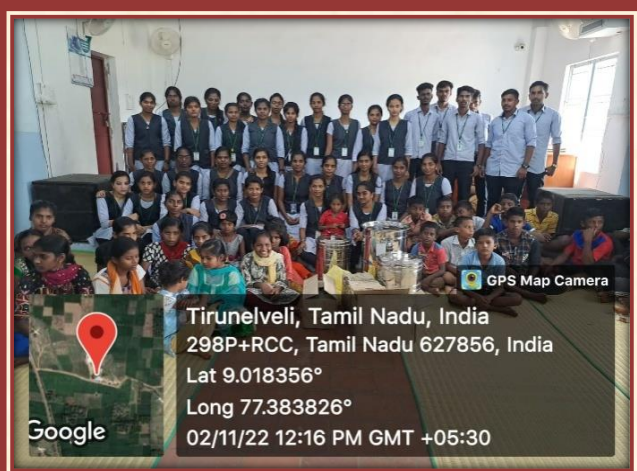 GPS Map Camera
Tirunelveli, Tamil Nadu, India
298P+RCC, Tamil Nadu 627856, India
Lat 9.018356°
Long 77.383826°
02/11/22 12:16 PM GMT +05:30
Google